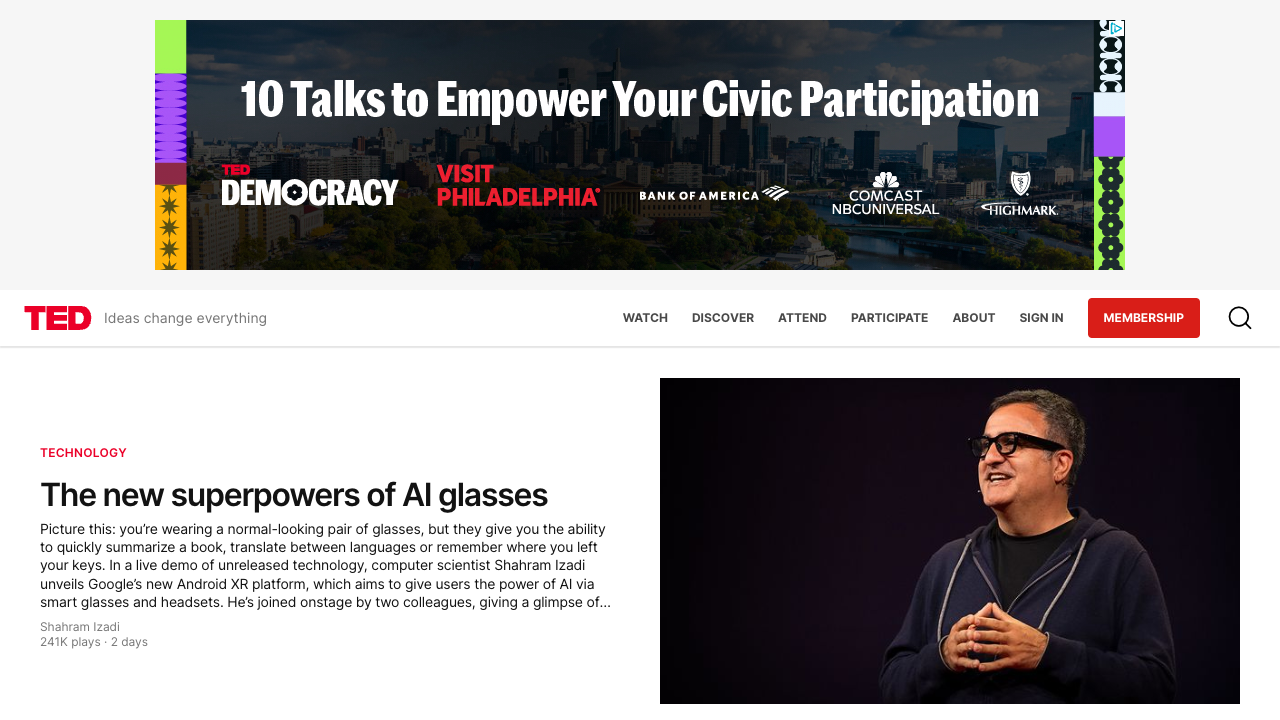 10 Talks to Empower Your Civic Participation
TED
DEMOCRACY
VISIT
PHILADELPHIA®
BANK OF AMERICA
COMCAST
NBCUNIVERSAL
HIGHMARK.
TED
Ideas change everything
WATCH
DISCOVER
ATTEND
PARTICIPATE
ABOUT
SIGN IN
MEMBERSHIP
TECHNOLOGY
The new superpowers of AI glasses
Picture this: you’re wearing a normal-looking pair of glasses, but they give you the ability
to quickly summarize a book, translate between languages or remember where you left
your keys. In a live demo of unreleased technology, computer scientist Shahram Izadi
unveils Google’s new Android XR platform, which aims to give users the power of AI via
smart glasses and headsets. He’s joined onstage by two colleagues, giving a glimpse of...
Shahram Izadi
241K plays · 2 days